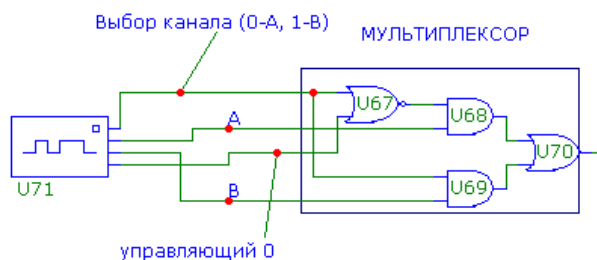 Выбор канала (0-А, 1-В)
МУЛЬТИПЛЕКСОР
U67
A
U68
U70
U71
B
U69
управляющий 0